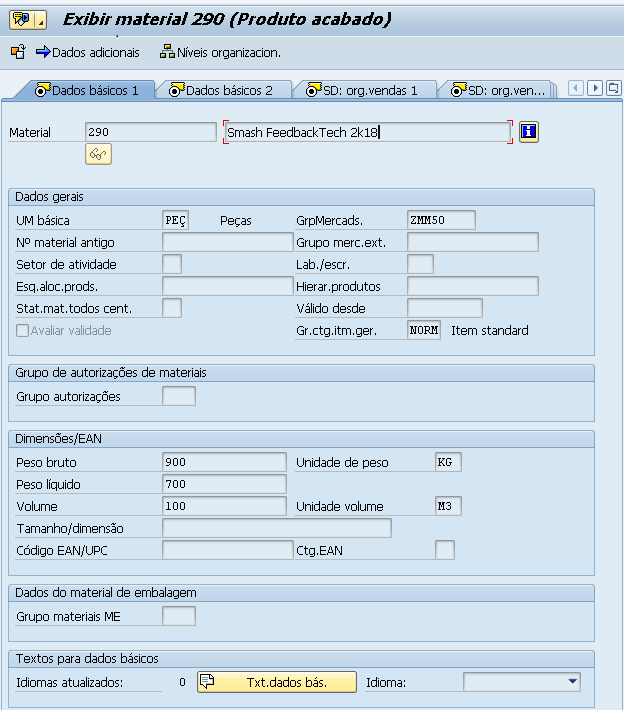 Exibir material 290 (Produto acabado)
Dados adicionais Níveis organizacion.
Dados básicos 1 Dados básicos 2 SD: org.vendas 1 SD: org.ven...
Material 290 Smash FeedbackTech 2k18
Dados gerais
UM básica PEÇ Peças GrpMercads. ZMM50
Nº material antigo Grupo merc.ext.
Setor de atividade Lab./escr.
Esq.aloc.prods. Hierar.produtos
Stat.mat.todos cent. Válido desde
Avaliar validade Gr.ctg.itm.ger. NORM Item standard
Grupo de autorizações de materiais
Grupo autorizações
Dimensões/EAN
Peso bruto 900 Unidade de peso KG
Peso líquido 700
Volume 100 Unidade volume M3
Tamanho/dimensão
Código EAN/UPC Ctg.EAN
Dados do material de embalagem
Grupo materiais ME
Textos para dados básicos
Idiomas atualizados: 0 Txt.dados bás. Idioma: